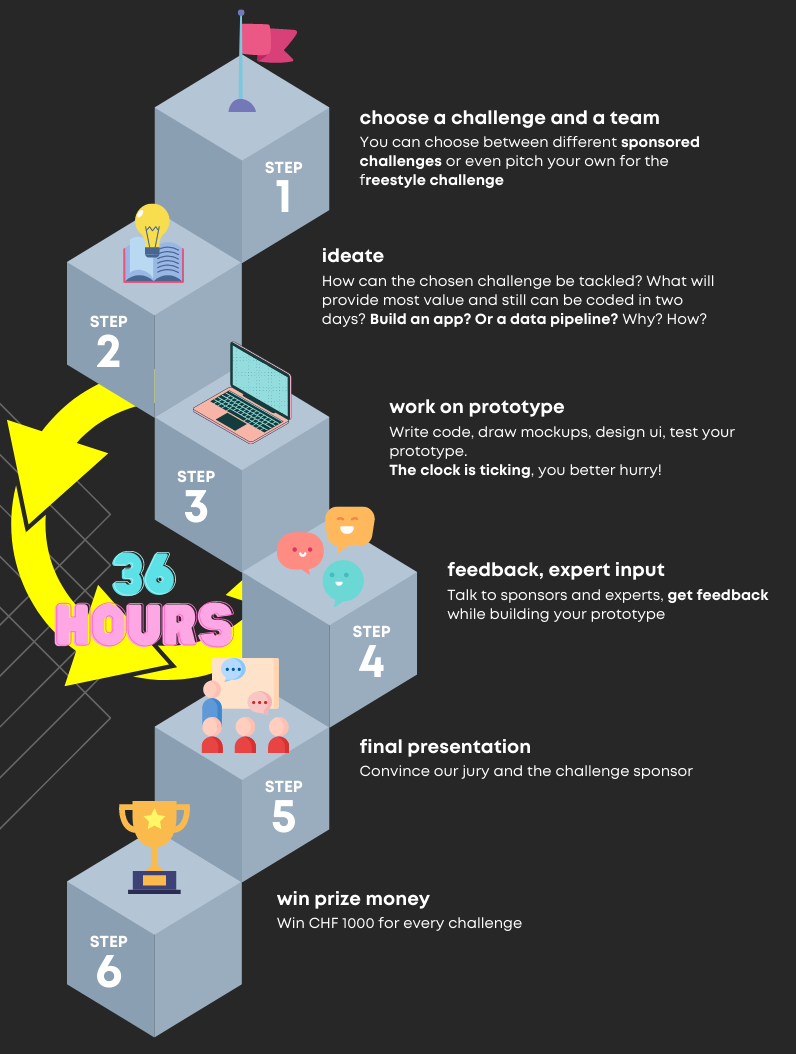 choose a challenge and a team
You can choose between different sponsored
challenges or even pitch your own for the
freestyle challenge
STEP
1
ideate
How can the chosen challenge be tackled? What will
provide most value and still can be coded in two
days? Build an app? Or a data pipeline? Why? How?
STEP
2
work on prototype
Write code, draw mockups, design ui, test your
prototype.
The clock is ticking, you better hurry!
STEP
3
36
HOURS
feedback, expert input
Talk to sponsors and experts, get feedback
while building your prototype
STEP
4
final presentation
Convince our jury and the challenge sponsor
STEP
5
win prize money
Win CHF 1000 for every challenge
STEP
6